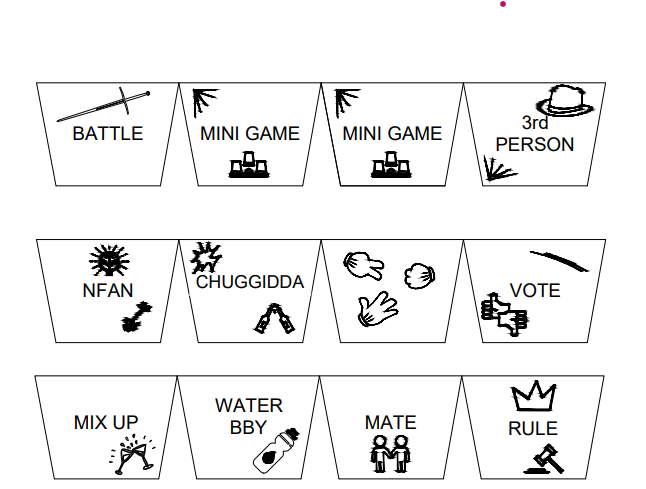 BATTLE
MINI GAME
MINI GAME
3rd
PERSON
NFAN
CHUGGIDDA
VOTE
MIX UP
WATER
BBY
MATE
RULE